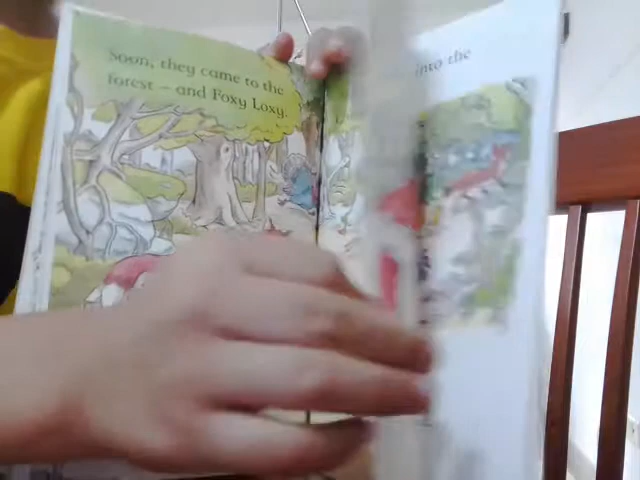 Soon, they came to the
forest – and Foxy Loxy.
into the